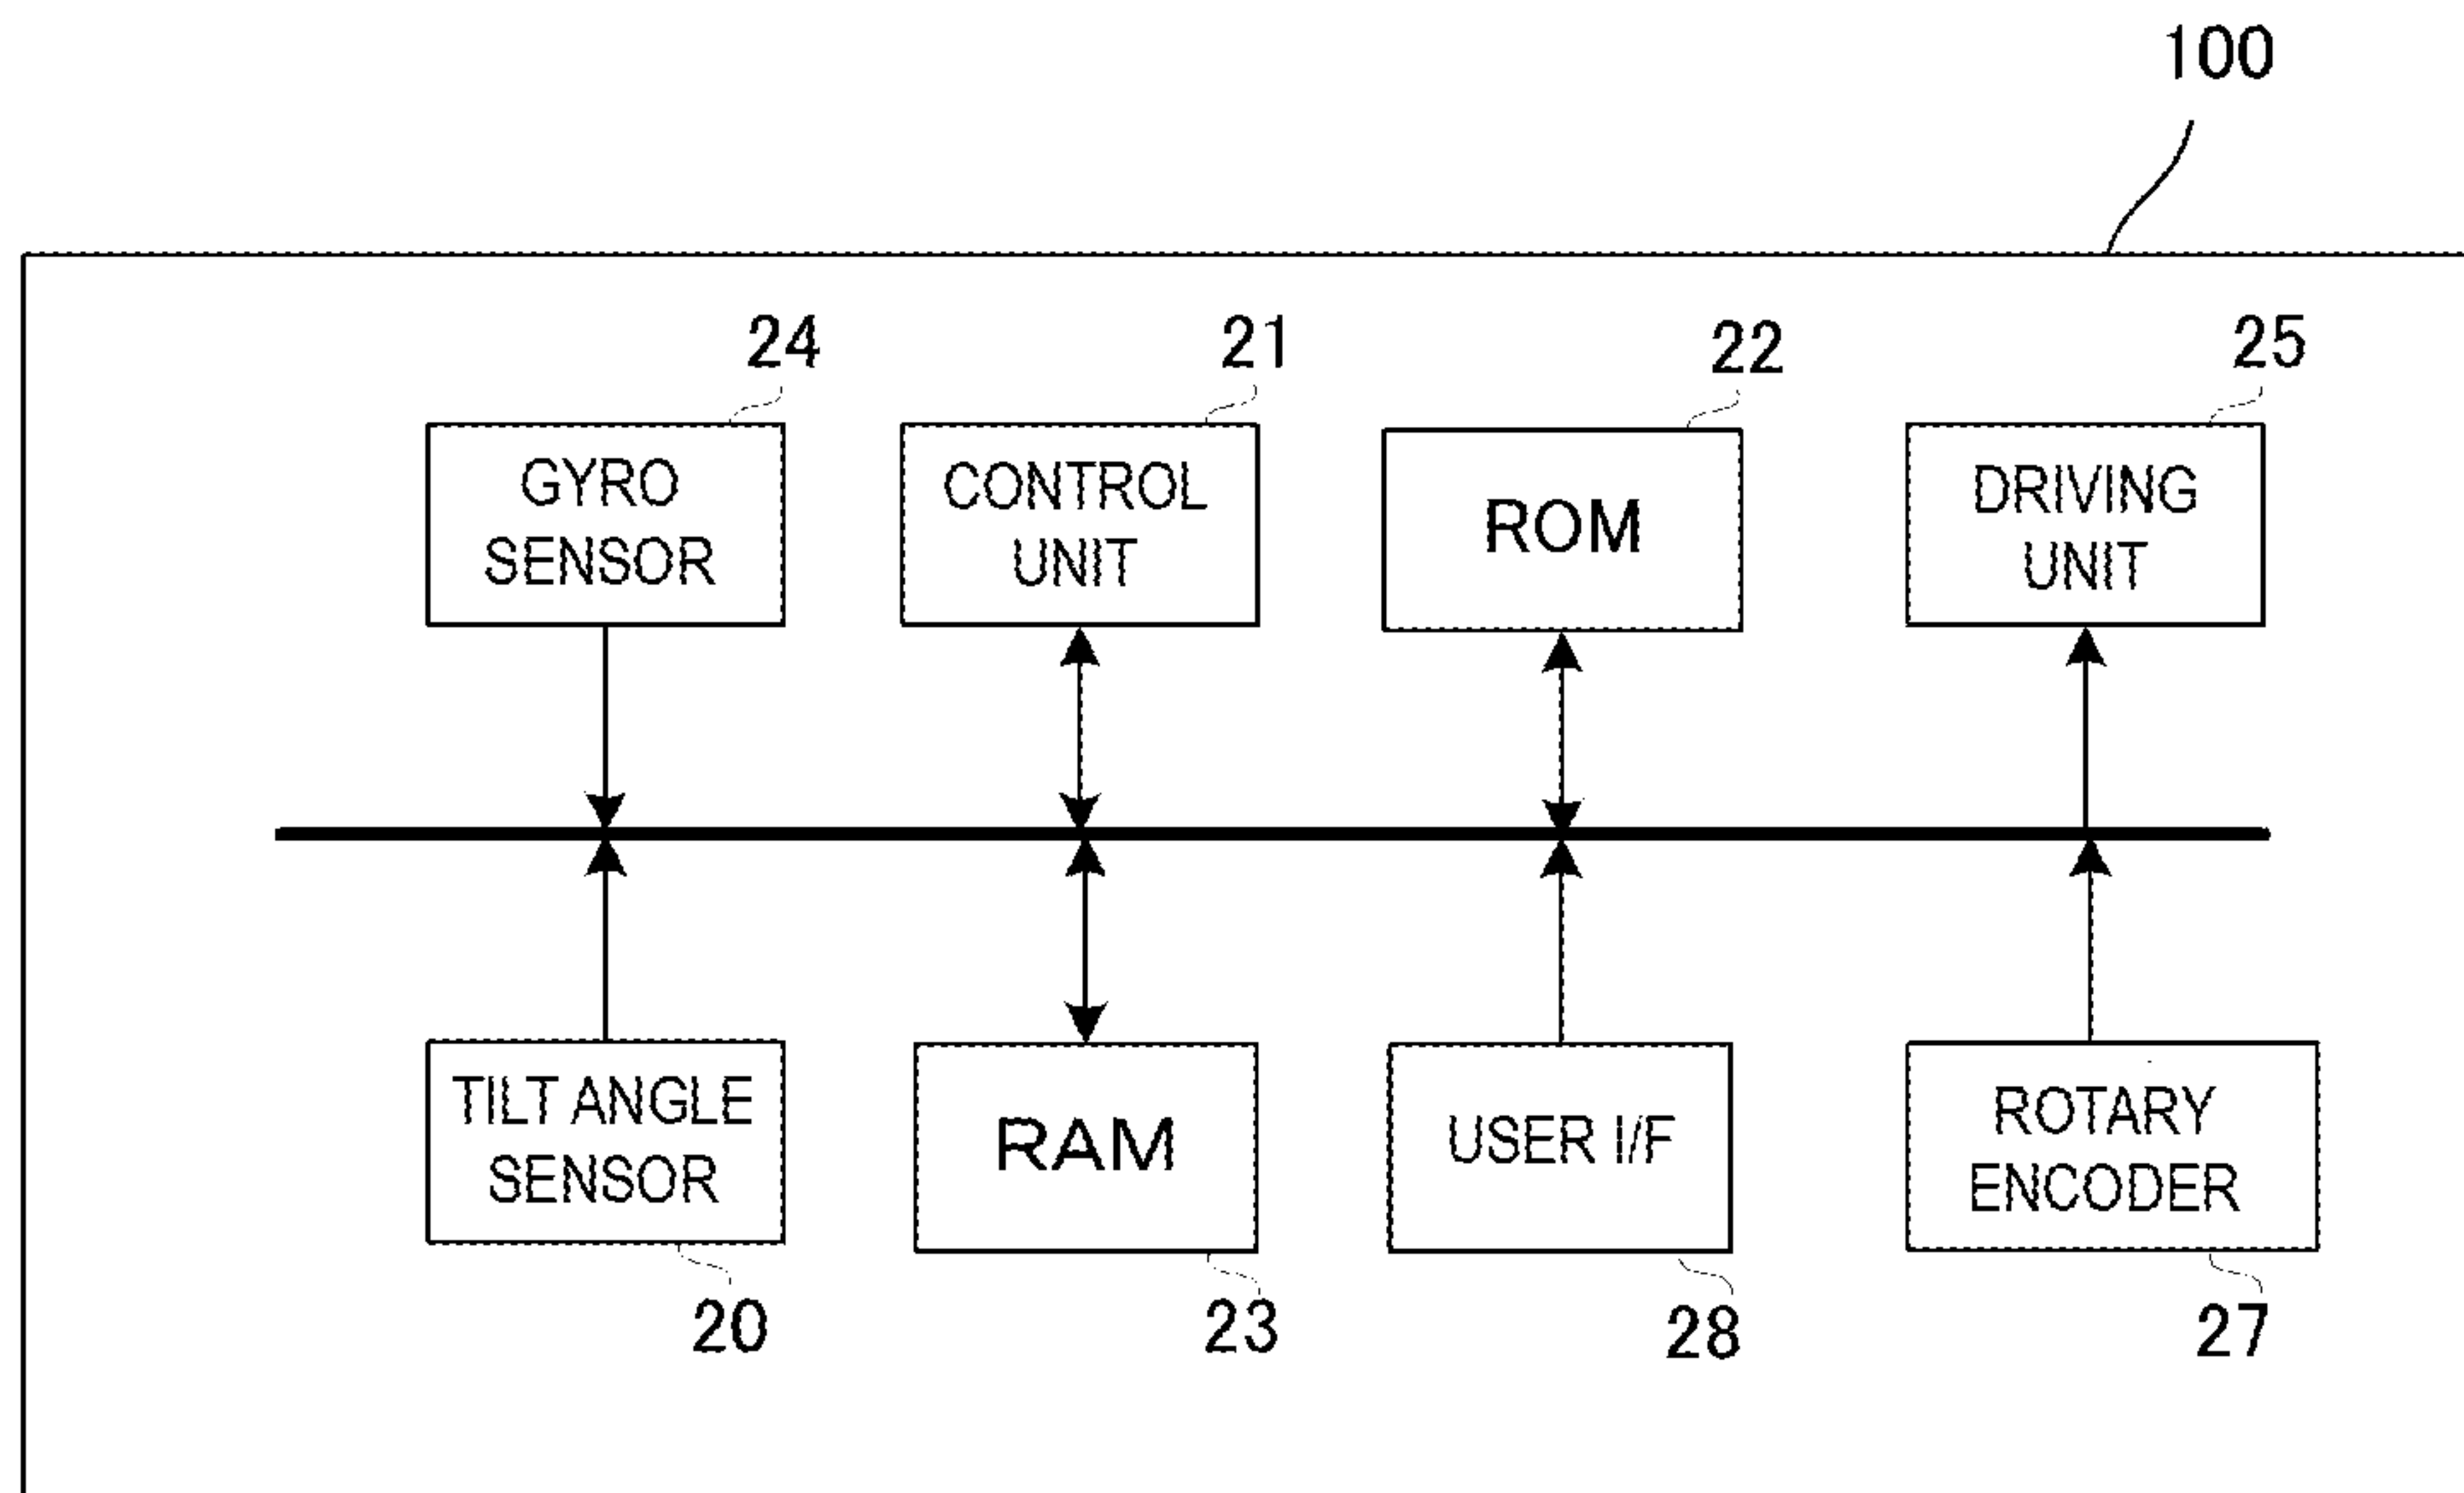 100
24
21
22
25
GYRO
SENSOR
CONTROL
UNIT
ROM
DRIVING
UNIT
TILT ANGLE
SENSOR
RAM
USER I/F
ROTARY
ENCODER
20
23
28
27